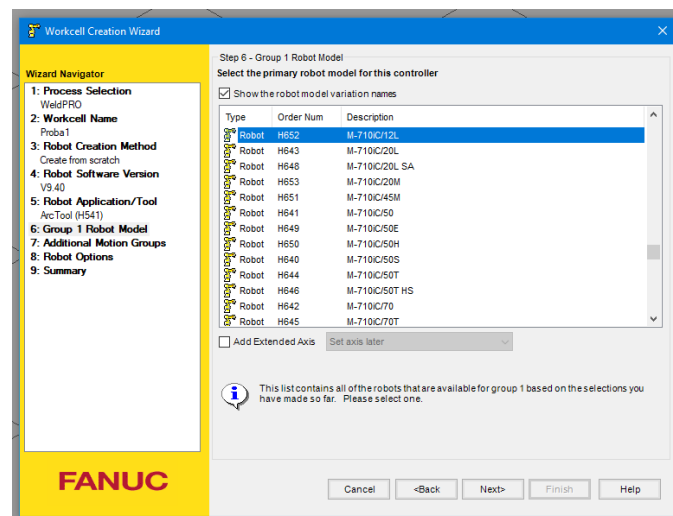 Workcell Creation Wizard
Wizard Navigator
1: Process Selection
WeldPRO
2: Workcell Name
Proba1
3: Robot Creation Method
Create from scratch
4: Robot Software Version
V9.40
5: Robot Application/Tool
ArcTool (H541)
6: Group 1 Robot Model
7: Additional Motion Groups
8: Robot Options
9: Summary
FANUC
Step 6 - Group 1 Robot Model
Select the primary robot model for this controller
Show the robot model variation names
Type Order Num Description
Robot H652 M-710iC/12L
Robot H643 M-710iC/20L
Robot H648 M-710iC/20L SA
Robot H653 M-710iC/20M
Robot H651 M-710iC/45M
Robot H641 M-710iC/50
Robot H649 M-710iC/50E
Robot H650 M-710iC/50H
Robot H640 M-710iC/50S
Robot H644 M-710iC/50T
Robot H646 M-710iC/50T HS
Robot H642 M-710iC/70
Robot H645 M-710iC/70T
Add Extended Axis Set axis later
This list contains all of the robots that are available for group 1 based on the selections you
have made so far. Please select one.
Cancel <Back Next> Finish Help